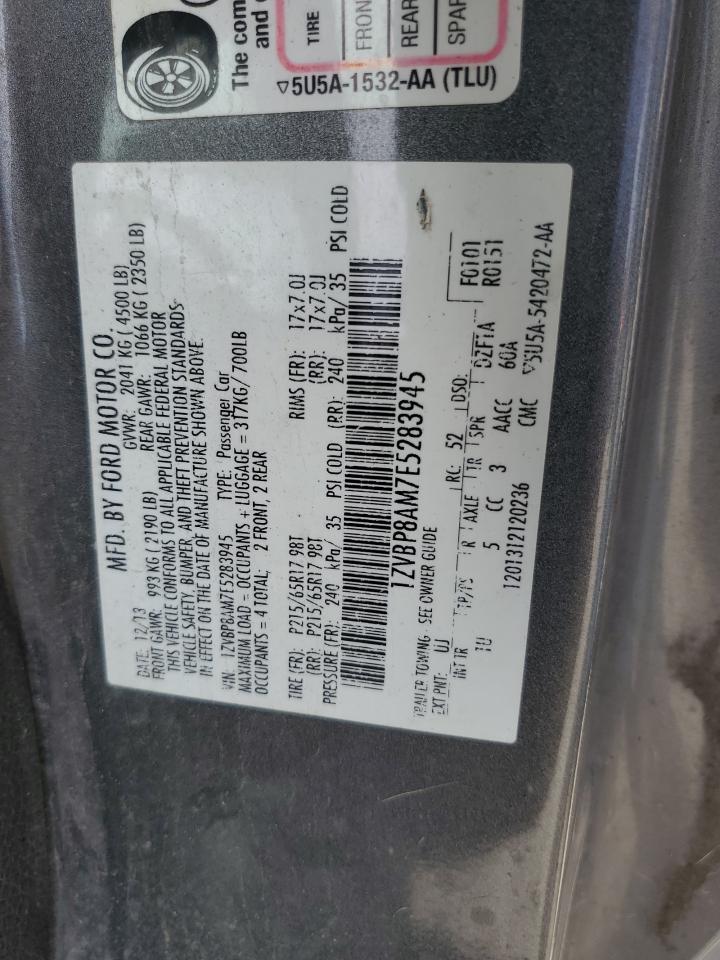 The com
and c
TIRE
FRON
REAR
SPAR
▽5U5A-1532-AA (TLU)
MFD. BY FORD MOTOR CO.
DATE: 12/13 GVWR: 2041 KG ( 4500 LB)
FRONT GAWR: 993 KG ( 2190 LB) REAR GAWR: 1066 KG ( 2350 LB)
THIS VEHICLE CONFORMS TO ALL APPLICABLE FEDERAL MOTOR
VEHICLE SAFETY, BUMPER, AND THEFT PREVENTION STANDARDS
IN EFFECT ON THE DATE OF MANUFACTURE SHOWN ABOVE.
VIN: 1ZVBP8AM7E5283945 TYPE: Passenger Car
MAXIMUM LOAD = OCCUPANTS + LUGGAGE = 317KG/700LB
OCCUPANTS = 4 TOTAL: 2 FRONT, 2 REAR
TIRE (FR): P215/65R17 98T RIMS (FR): 17x7.0J
(RR): P215/65R17 98T (RR): 17x7.0J
PRESSURE (FR): 240 kPa/ 35 PSI COLD (RR): 240 kPa/ 35 PSI COLD
1ZVBP8AM7E5283945
TRAILER TOWING - SEE OWNER GUIDE F0101
EXT PNT: UJ RC: 52 DSO: R0151
INT TR TP/PS R AXLE TR SPR
1U 5 CC 3 AACC 60A
1201312120236 CMC ▽5U5A-5420472-AA